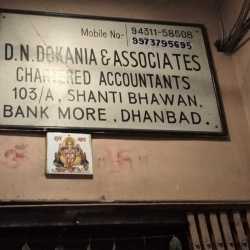 Mobile No- 94311-58508
9973795695
D.N. DOKANIA & ASSOCIATES
CHARTERED ACCOUNTANTS
103/A, SHANTI BHAWAN.
BANK MORE, DHANBAD.